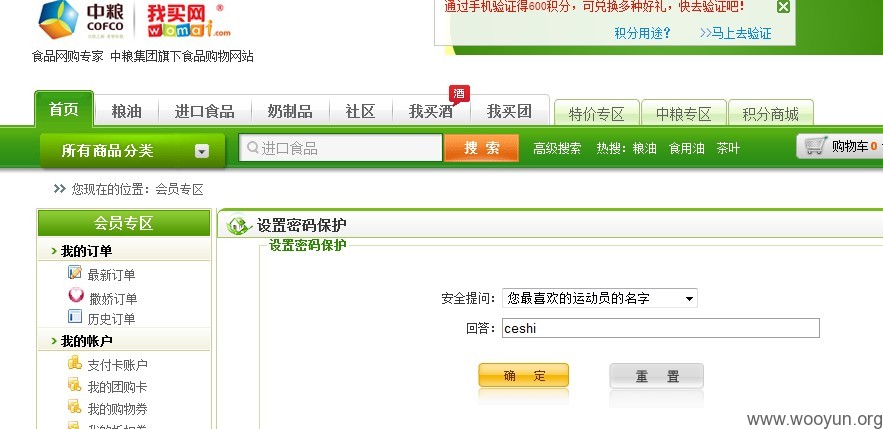 中粮 COFCO 我买网® womai.com
通过手机验证得600积分，可兑换多种好礼，快去验证吧！
积分用途？ >>马上去验证
食品网购专家 中粮集团旗下食品购物网站
酒
首页 粮油 进口食品 奶制品 社区 我买酒 我买团 特价专区 中粮专区 积分商城
所有商品分类 进口食品 搜 索 高级搜索 热搜： 粮油 食用油 茶叶 购物车0
您现在的位置：会员专区
会员专区
设置密码保护
设置密码保护
我的订单
最新订单
撒娇订单
历史订单
我的帐户
支付卡账户
我的团购卡
我的购物券
安全提问： 您最喜欢的运动员的名字
回答： ceshi
确 定 重 置
www.wooyun.org